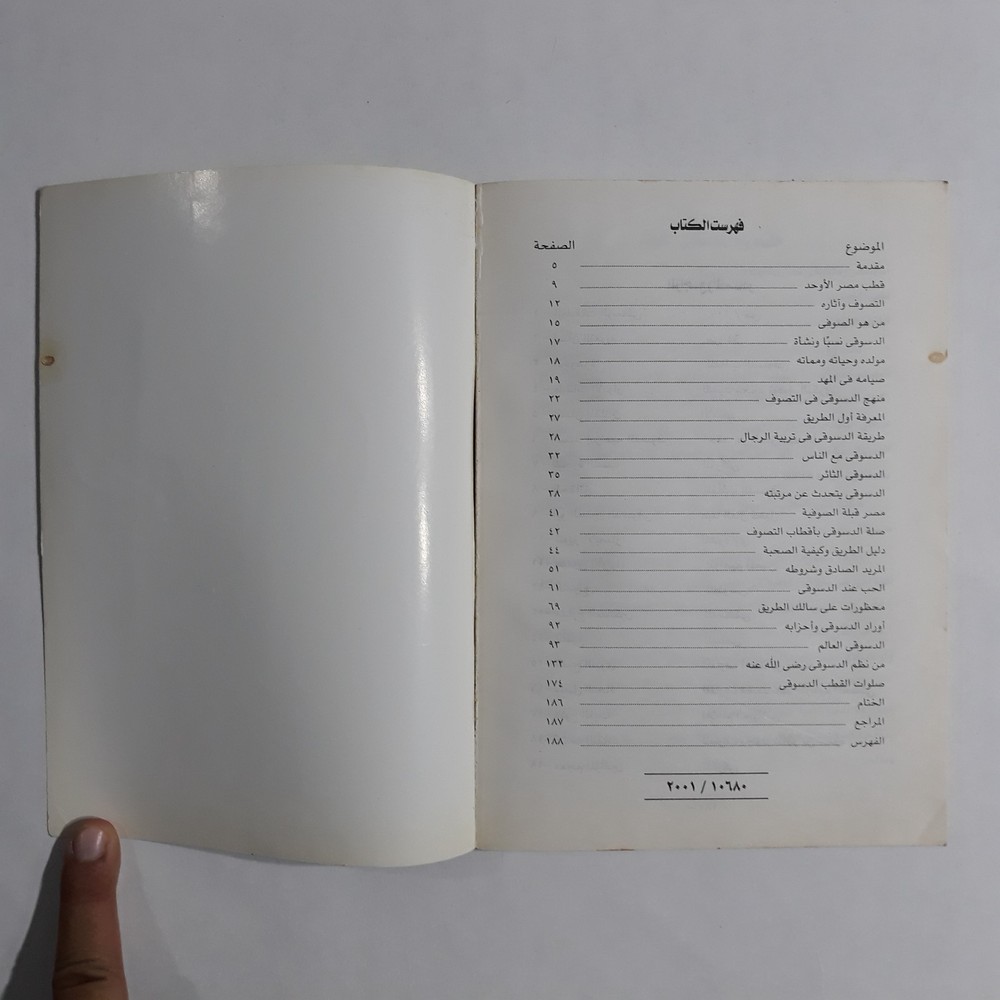 فهرست الكتاب
الموضوع الصفحة
مقدمة ٥
قطب مصر الأوحد ٩
التصوف وآثاره ١٢
من هو الصوفى ١٥
الدسوقى نسبًا ونشأة ١٧
مولده وحياته ومماته ١٨
صيامه فى المهد ١٩
منهج الدسوقى فى التصوف ٢٢
المعرفة أول الطريق ٢٧
طريقة الدسوقى فى تربية الرجال ٢٨
الدسوقى مع الناس ٣٢
الدسوقى الثائر ٣٥
الدسوقى يتحدث عن مرتبته ٣٨
مصر قبلة الصوفية ٤١
صلة الدسوقى بأقطاب التصوف ٤٢
دليل الطريق وكيفية الصحبة ٤٤
المريد الصادق وشروطه ٥١
الحب عند الدسوقى ٦١
محظورات على سالك الطريق ٦٩
أوراد الدسوقى وأحزابه ٩٢
الدسوقى العالم ٩٣
من نظم الدسوقى رضى الله عنه ١٣٢
صلوات القطب الدسوقى ١٧٤
الختام ١٨٦
المراجع ١٨٧
الفهرس ١٨٨
١٠٦٨٠ / ٢٠٠١